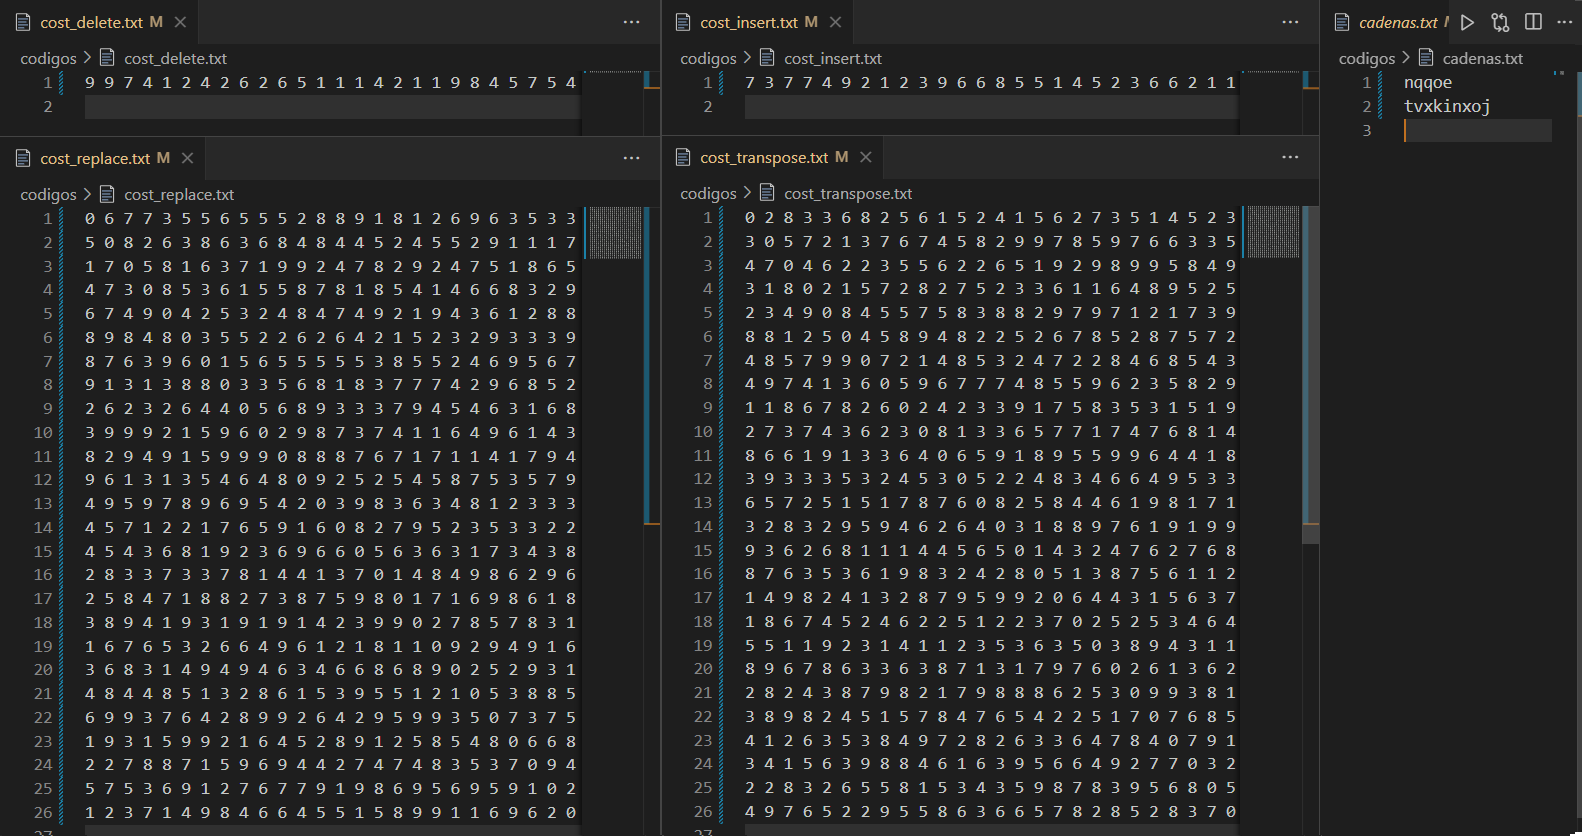 cost_delete.txt M
codigos > cost_delete.txt
1 9 9 7 4 1 2 4 2 6 2 6 5 1 1 1 4 2 1 1 9 8 4 5 7 5 4
2
cost_insert.txt M
codigos > cost_insert.txt
1 7 3 7 7 4 9 2 1 2 3 9 6 6 8 5 5 1 4 5 2 3 6 6 2 1 1
2
cadenas.txt
codigos > cadenas.txt
1 nqqoe
2 tvxkinxoj
3
cost_replace.txt M
codigos > cost_replace.txt
1 0 6 7 7 3 5 5 6 5 5 5 2 8 8 9 1 8 1 2 6 9 6 3 5 3 3
2 5 0 8 2 6 3 8 6 3 6 8 4 8 4 4 5 2 4 5 5 2 9 1 1 1 7
3 1 7 0 5 8 1 6 3 7 1 9 9 2 4 7 8 2 9 2 4 7 5 1 8 6 5
4 4 7 3 0 8 5 3 6 1 5 5 8 7 8 1 8 5 4 1 4 6 6 8 3 2 9
5 6 7 4 9 0 4 2 5 3 2 4 8 4 7 4 9 2 1 9 4 3 6 1 2 8 8
6 8 9 8 4 8 0 3 5 5 2 2 6 2 6 4 2 1 5 2 3 2 9 3 3 3 9
7 8 7 6 3 9 6 0 1 5 6 5 5 5 5 5 3 8 5 5 2 4 6 9 5 6 7
8 9 1 3 1 3 8 8 0 3 3 5 6 8 1 8 3 7 7 7 4 2 9 6 8 5 2
9 2 6 2 3 2 6 4 4 0 5 6 8 9 3 3 3 7 9 4 5 4 6 3 1 6 8
10 3 9 9 9 2 1 5 9 6 0 2 9 8 7 3 7 4 1 1 6 4 9 6 1 4 3
11 8 2 9 4 9 1 5 9 9 9 0 8 8 8 7 6 7 1 7 1 1 4 1 7 9 4
12 9 6 1 3 1 3 5 4 6 4 8 0 9 2 5 2 5 4 5 8 7 5 3 5 7 9
13 4 9 5 9 7 8 9 6 9 5 4 2 0 3 9 8 3 6 3 4 8 1 2 3 3 3
14 4 5 7 1 2 2 1 7 6 5 9 1 6 0 8 2 7 9 5 2 3 5 3 3 2 2
15 4 5 4 3 6 8 1 9 2 3 6 9 6 6 0 5 6 3 6 3 1 7 3 4 3 8
16 2 8 3 3 7 3 3 7 8 1 4 4 1 3 7 0 1 4 8 4 9 8 6 2 9 6
17 2 5 8 4 7 1 8 8 2 7 3 8 7 5 9 8 0 1 7 1 6 9 8 6 1 8
18 3 8 9 4 1 9 3 1 9 1 9 1 4 2 3 9 9 0 2 7 8 5 7 8 3 1
19 1 6 7 6 5 3 2 6 6 4 9 6 1 2 1 8 1 1 0 9 2 9 4 9 1 6
20 3 6 8 3 1 4 9 4 9 4 6 3 4 6 6 8 6 8 9 0 2 5 2 9 3 1
21 4 8 4 4 8 5 1 3 2 8 6 1 5 3 9 5 5 1 2 1 0 5 3 8 8 5
22 6 9 9 3 7 6 4 2 8 9 9 2 6 4 2 9 5 9 9 3 5 0 7 3 7 5
23 1 9 3 1 5 9 9 2 1 6 4 5 2 8 9 1 2 5 8 5 4 8 0 6 6 8
24 2 2 7 8 8 7 1 5 9 6 9 4 4 2 7 4 7 4 8 3 5 3 7 0 9 4
25 5 7 5 3 6 9 1 2 7 6 7 7 9 1 9 8 6 9 5 6 9 5 9 1 0 2
26 1 2 3 7 1 4 9 8 4 6 6 4 5 5 1 5 8 9 9 1 1 6 9 6 2 0
27
cost_transpose.txt M
codigos > cost_transpose.txt
1 0 2 8 3 3 6 8 2 5 6 1 5 2 4 1 5 6 2 7 3 5 1 4 5 2 3
2 3 0 5 7 2 1 3 7 6 7 4 5 8 2 9 9 7 8 5 9 7 6 6 3 3 5
3 4 7 0 4 6 2 2 3 5 5 6 2 2 6 5 1 9 2 9 8 9 9 5 8 4 9
4 3 1 8 0 2 1 5 7 2 8 2 7 5 2 3 3 6 1 1 6 4 8 9 5 2 5
5 2 3 4 9 0 8 4 5 5 7 5 8 3 8 8 2 9 7 9 7 1 2 1 7 3 9
6 8 8 1 2 5 0 4 5 8 9 4 8 2 2 5 2 6 7 8 5 2 8 7 5 7 2
7 4 8 5 7 9 9 0 7 2 1 4 8 5 3 2 4 7 2 2 8 4 6 8 5 4 3
8 4 9 7 4 1 3 6 0 5 9 6 7 7 7 4 8 5 5 9 6 2 3 5 8 2 9
9 1 1 8 6 7 8 2 6 0 2 4 2 3 3 9 1 7 5 8 3 5 3 1 5 1 9
10 2 7 3 7 4 3 6 2 3 0 8 1 3 3 6 5 7 7 1 7 4 7 6 8 1 4
11 8 6 6 1 9 1 3 3 6 4 0 6 5 9 1 8 9 5 5 9 9 6 4 4 1 8
12 3 9 3 3 3 5 3 2 4 5 3 0 5 2 2 4 8 3 4 6 6 4 9 5 3 3
13 6 5 7 2 5 1 5 1 7 8 7 6 0 8 2 5 8 4 4 6 1 9 8 1 7 1
14 3 2 8 3 2 9 5 9 4 6 2 6 4 0 3 1 8 8 9 7 6 1 9 1 9 9
15 9 3 6 2 6 8 1 1 1 4 4 5 6 5 0 1 4 3 2 4 7 6 2 7 6 8
16 8 7 6 3 5 3 6 1 9 8 3 2 4 2 8 0 5 1 3 8 7 5 6 1 1 2
17 1 4 9 8 2 4 1 3 2 8 7 9 5 9 9 2 0 6 4 4 3 1 5 6 3 7
18 1 8 6 7 4 5 2 4 6 2 2 5 1 2 2 3 7 0 2 5 2 5 3 4 6 4
19 5 5 1 1 9 2 3 1 4 1 1 2 3 5 3 6 3 5 0 3 8 9 4 3 1 1
20 8 9 6 7 8 6 3 3 6 3 8 7 1 3 1 7 9 7 6 0 2 6 1 3 6 2
21 2 8 2 4 3 8 7 9 8 2 1 7 9 8 8 8 6 2 5 3 0 9 9 3 8 1
22 3 8 9 8 2 4 5 1 5 7 8 4 7 6 5 4 2 2 5 1 7 0 7 6 8 5
23 4 1 2 6 3 5 3 8 4 9 7 2 8 2 6 3 3 6 4 7 8 4 0 7 9 1
24 3 4 1 5 6 3 9 8 8 4 6 1 6 3 9 5 6 6 4 9 2 7 7 0 3 2
25 2 2 8 3 2 6 5 5 8 1 5 3 4 3 5 9 8 7 8 3 9 5 6 8 0 5
26 4 9 7 6 5 2 2 9 5 5 8 6 3 6 6 5 7 8 2 8 5 2 8 3 7 0
27